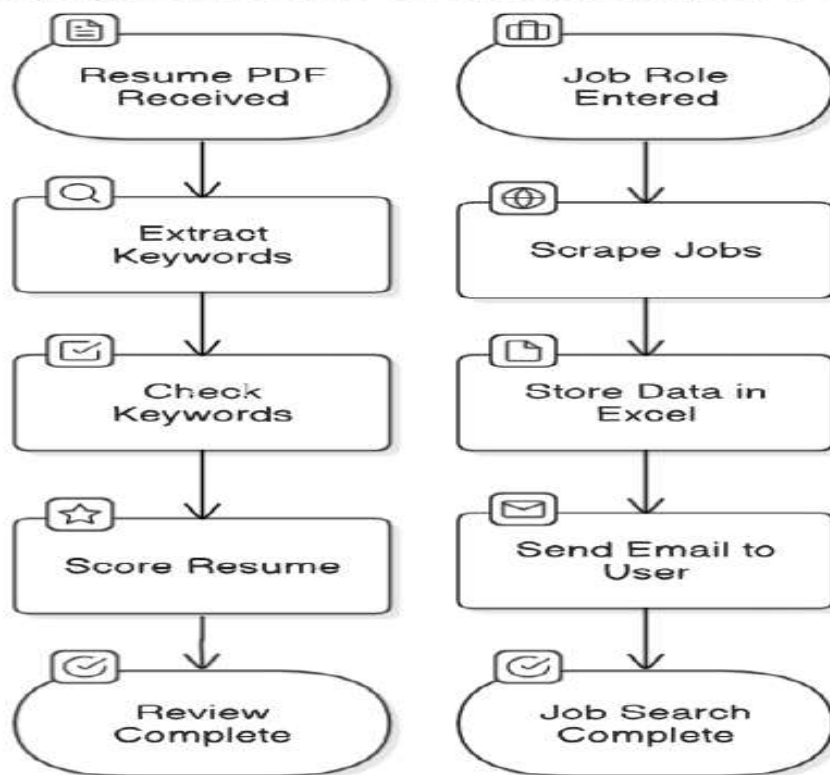 Resume PDF
Received
Extract
Keywords
Check
Keywords
Score Resume
Review
Complete
Job Role
Entered
Scrape Jobs
Store Data in
Excel
Send Email to
User
Job Search
Complete